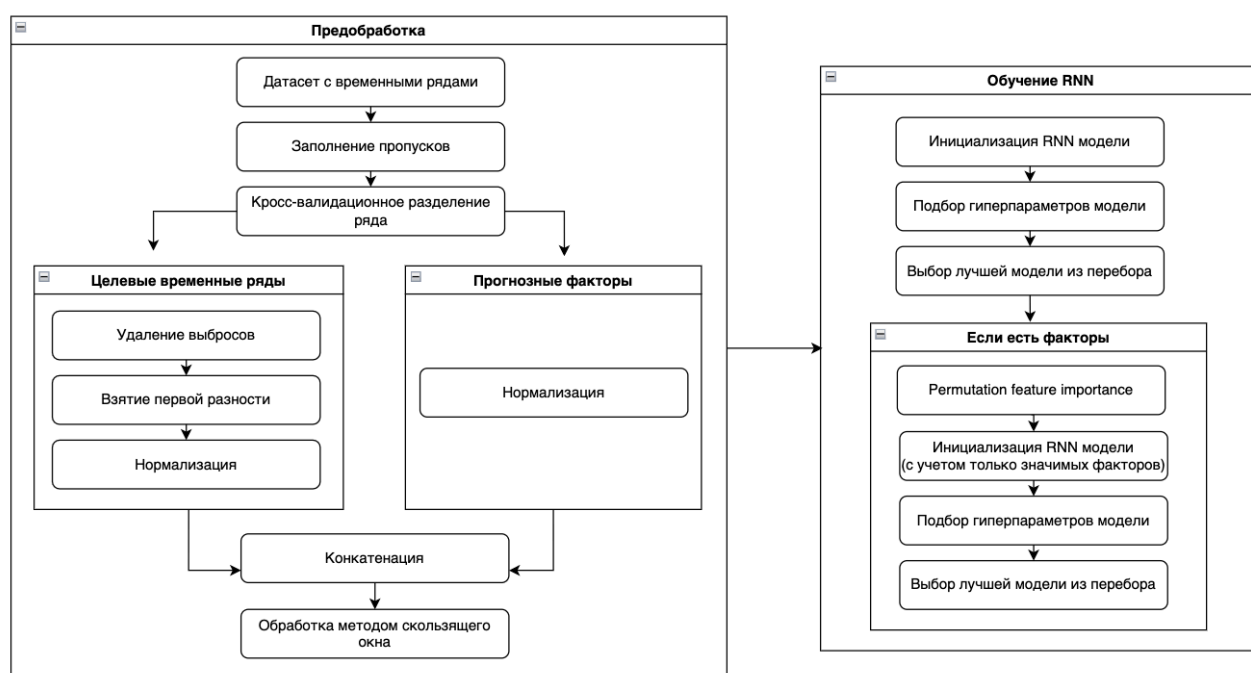 Предобработка
Датасет с временными рядами
Заполнение пропусков
Кросс-валидационное разделение
ряда
Целевые временные ряды
Удаление выбросов
Взятие первой разности
Нормализация
Прогнозные факторы
Нормализация
Конкатенация
Обработка методом скользящего
окна
Обучение RNN
Инициализация RNN модели
Подбор гиперпараметров модели
Выбор лучшей модели из перебора
Если есть факторы
Permutation feature importance
Инициализация RNN модели
(с учетом только значимых факторов)
Подбор гиперпараметров модели
Выбор лучшей модели из перебора